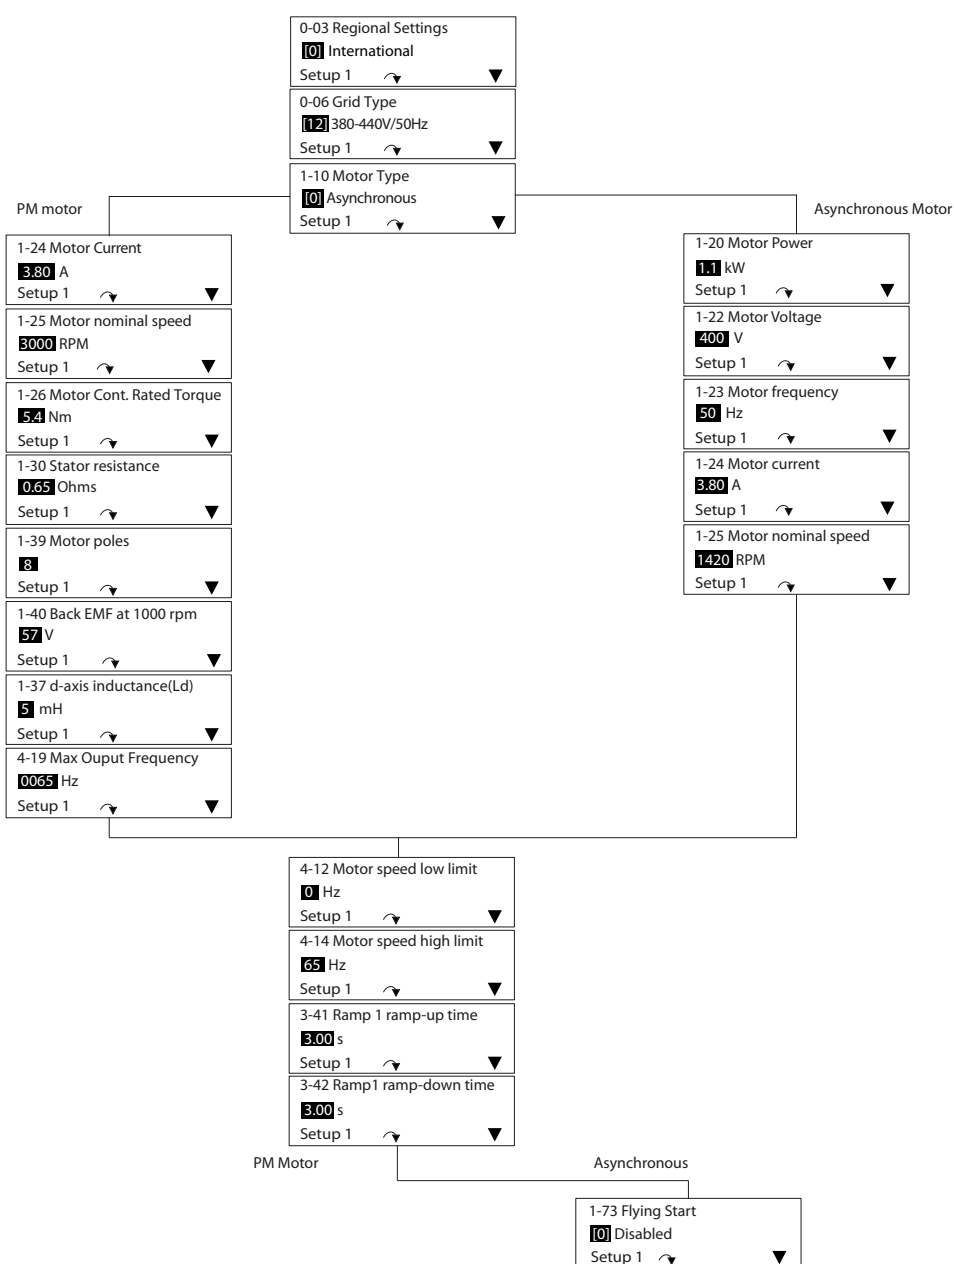 0-03 Regional Settings
[0] International
Setup 1
0-06 Grid Type
[12] 380-440V/50Hz
Setup 1
1-10 Motor Type
[0] Asynchronous
Setup 1
PM motor
1-24 Motor Current
3.80 A
Setup 1
1-25 Motor nominal speed
3000 RPM
Setup 1
1-26 Motor Cont. Rated Torque
5.4 Nm
Setup 1
1-30 Stator resistance
0.65 Ohms
Setup 1
1-39 Motor poles
8
Setup 1
1-40 Back EMF at 1000 rpm
57 V
Setup 1
1-37 d-axis inductance(Ld)
5 mH
Setup 1
4-19 Max Ouput Frequency
0065 Hz
Setup 1
Asynchronous Motor
1-20 Motor Power
1.1 kW
Setup 1
1-22 Motor Voltage
400 V
Setup 1
1-23 Motor frequency
50 Hz
Setup 1
1-24 Motor current
3.80 A
Setup 1
1-25 Motor nominal speed
1420 RPM
Setup 1
4-12 Motor speed low limit
0 Hz
Setup 1
4-14 Motor speed high limit
65 Hz
Setup 1
3-41 Ramp 1 ramp-up time
3.00 s
Setup 1
3-42 Ramp1 ramp-down time
3.00 s
Setup 1
PM Motor
Asynchronous
1-73 Flying Start
[0] Disabled
Setup 1